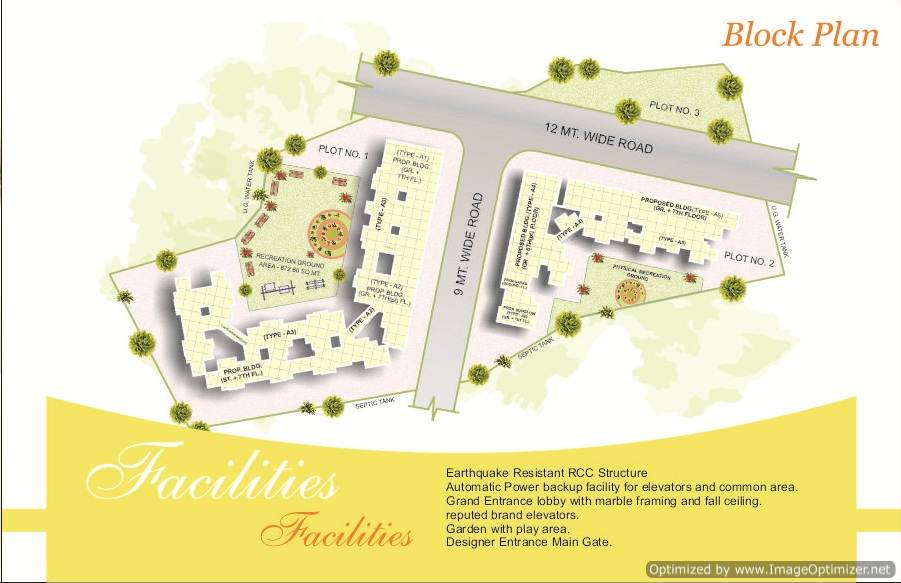 Block Plan
PLOT NO. 3
12 MT. WIDE ROAD
PLOT NO. 1
(TYPE - A1)
PROP. BLDG.
(GR. +
7TH FL.)
U.G. WATER TANK
(TYPE - A3)
9 MT. WIDE ROAD
PROPOSED BLDG. (TYPE - A4)
PROPOSED BLDG. (TYPE - A5)
(GR. + 7TH FLOOR)
U.G. WATER TANK
(TYPE - A4)
(TYPE - A5)
PLOT NO. 2
RECREATION GROUND
AREA - 672.60 SQ.MT.
PHYSICAL RECREATION
GROUND
(TYPE - A2)
PROP. BLDG.
(GR. + 7TH(pt) FL.)
(TYPE - A3)
(TYPE - A3)
PROP. BLDG.
(ST. + 7TH FL.)
SEPTIC TANK
SEPTIC TANK
Facilities
Facilities
Earthquake Resistant RCC Structure
Automatic Power backup facility for elevators and common area.
Grand Entrance lobby with marble framing and fall ceiling.
reputed brand elevators.
Garden with play area.
Designer Entrance Main Gate.
Optimized by www.ImageOptimizer.net